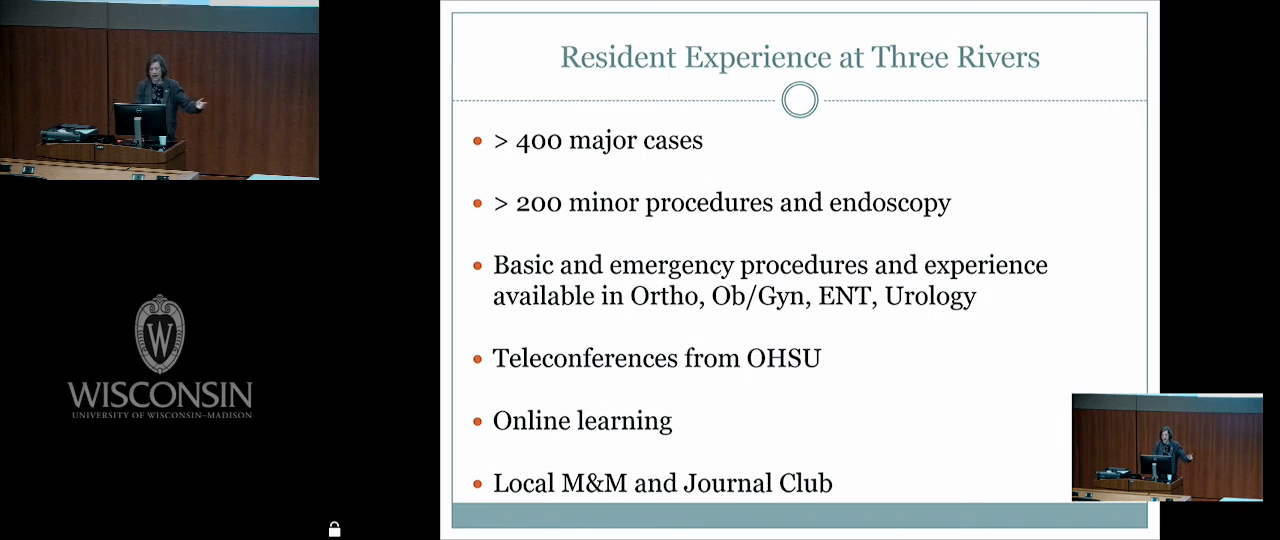 Resident Experience at Three Rivers
• > 400 major cases
• > 200 minor procedures and endoscopy
• Basic and emergency procedures and experience
available in Ortho, Ob/Gyn, ENT, Urology
• Teleconferences from OHSU
• Online learning
• Local M&M and Journal Club
W
WISCONSIN
UNIVERSITY OF WISCONSIN–MADISON